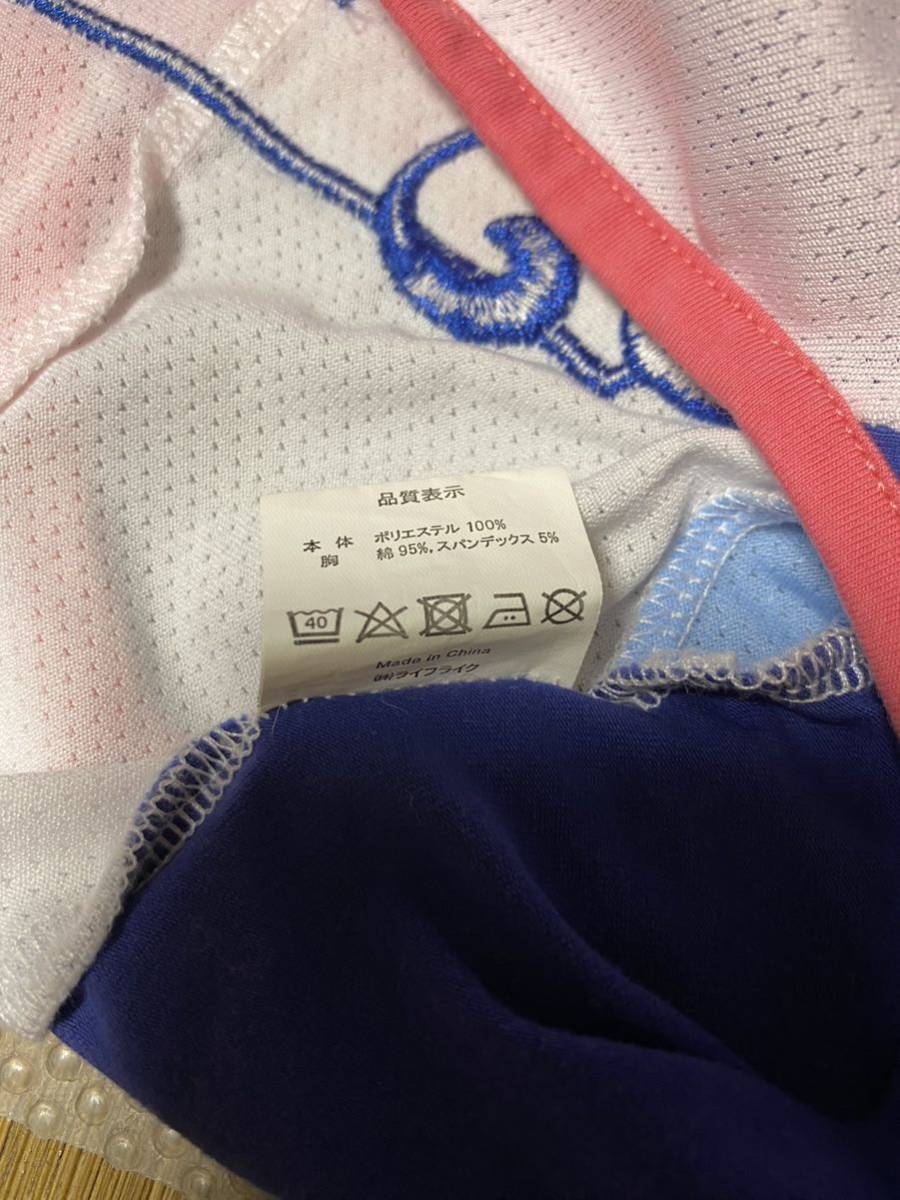 品質表示
本体 ポリエステル 100%
胸 綿 95%, スパンデックス 5%
40
Made in China
㈱ライフライク